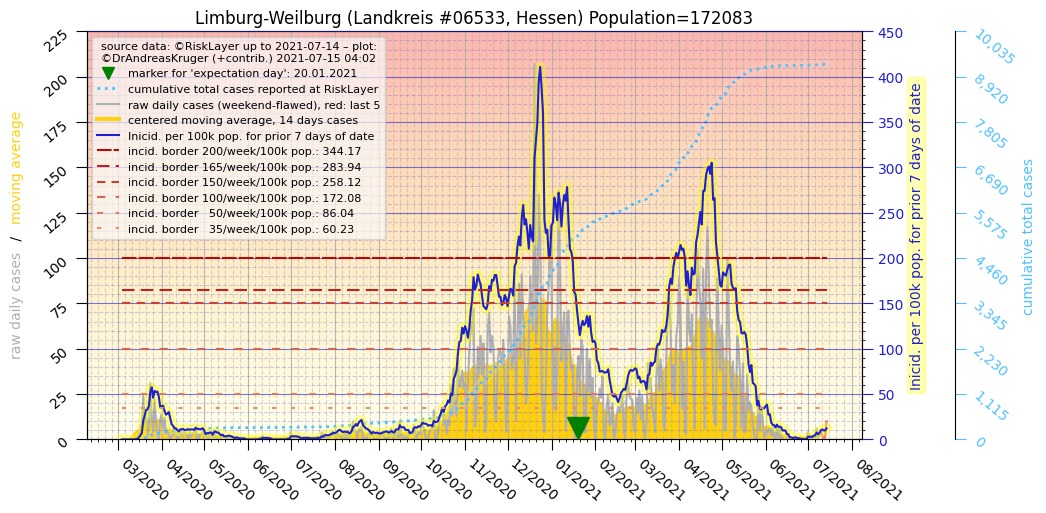 Limburg-Weilburg (Landkreis #06533, Hessen) Population=172083
source data: ©RiskLayer up to 2021-07-14 – plot:
©DrAndreasKruger (+contrib.) 2021-07-15 04:02
marker for 'expectation day': 20.01.2021
cumulative total cases reported at RiskLayer
raw daily cases (weekend-flawed), red: last 5
centered moving average, 14 days cases
Inicid. per 100k pop. for prior 7 days of date
incid. border 200/week/100k pop.: 344.17
incid. border 165/week/100k pop.: 283.94
incid. border 150/week/100k pop.: 258.12
incid. border 100/week/100k pop.: 172.08
incid. border   50/week/100k pop.: 86.04
incid. border   35/week/100k pop.: 60.23
raw daily cases / moving average
225
200
175
150
125
100
75
50
25
0
03/2020
04/2020
05/2020
06/2020
07/2020
08/2020
09/2020
10/2020
11/2020
12/2020
01/2021
02/2021
03/2021
04/2021
05/2021
06/2021
07/2021
08/2021
450
400
350
300
250
200
150
100
50
0
Inicid. per 100k pop. for prior 7 days of date
10,035
8,920
7,805
6,690
5,575
4,460
3,345
2,230
1,115
0
cumulative total cases